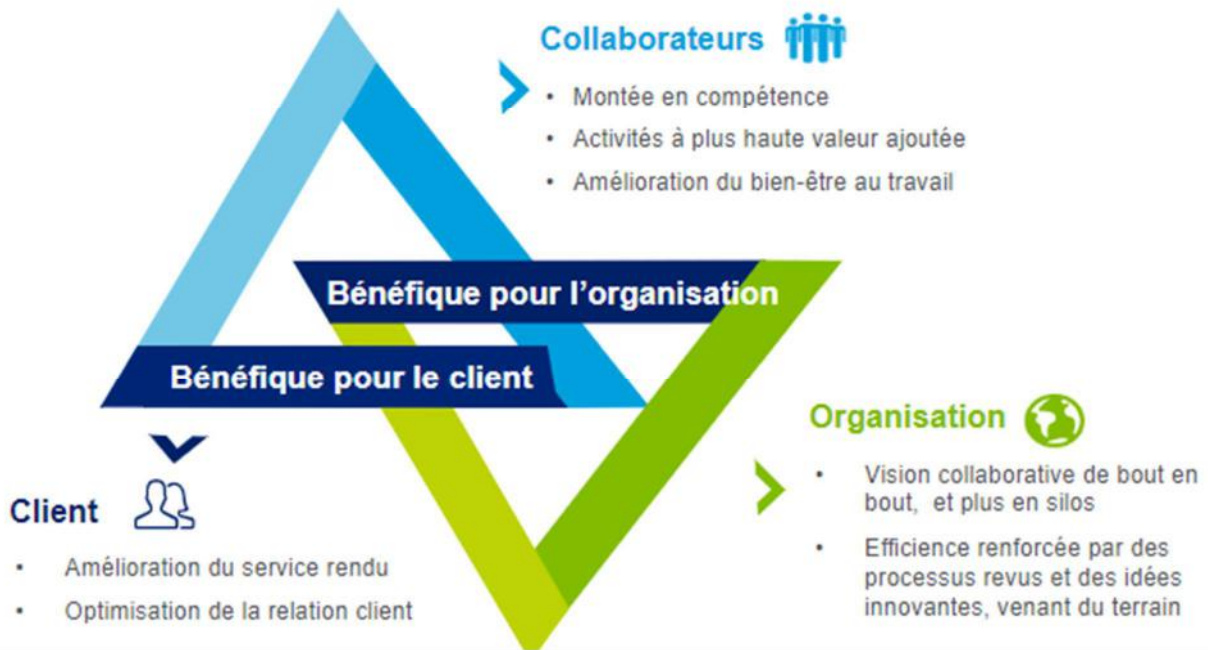 Collaborateurs
• Montée en compétence
• Activités à plus haute valeur ajoutée
• Amélioration du bien-être au travail
Bénéfique pour l'organisation
Bénéfique pour le client
Client
• Amélioration du service rendu
• Optimisation de la relation client
Organisation
• Vision collaborative de bout en
bout, et plus en silos
• Efficience renforcée par des
processus revus et des idées
innovantes, venant du terrain